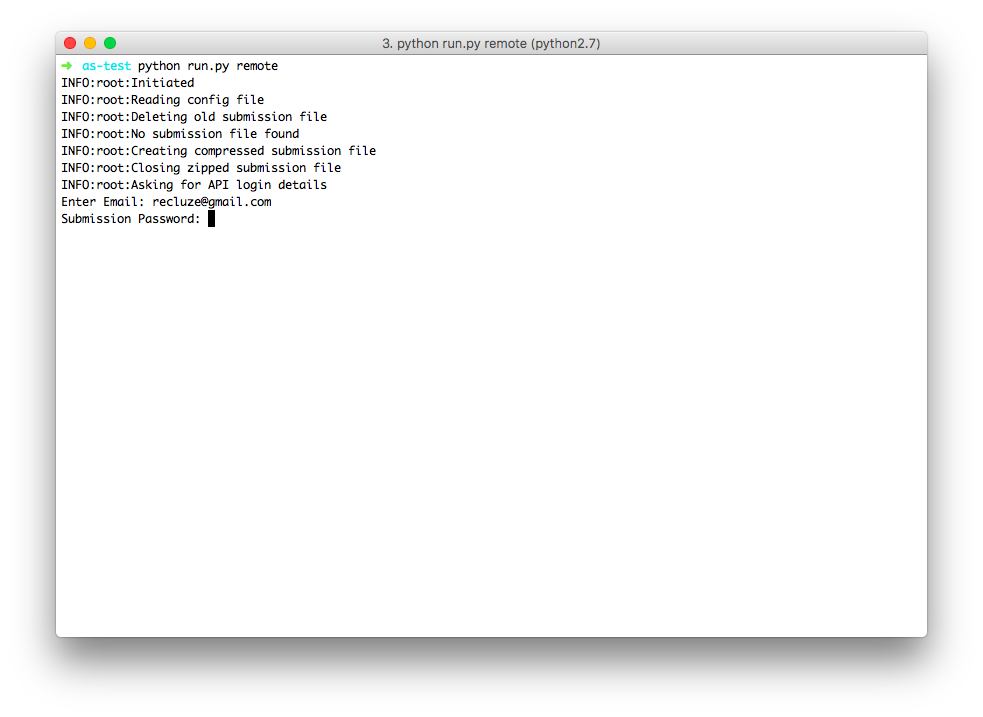 3. python run.py remote (python2.7)
➜ as-test python run.py remote
INFO:root:Initiated
INFO:root:Reading config file
INFO:root:Deleting old submission file
INFO:root:No submission file found
INFO:root:Creating compressed submission file
INFO:root:Closing zipped submission file
INFO:root:Asking for API login details
Enter Email: recluze@gmail.com
Submission Password: